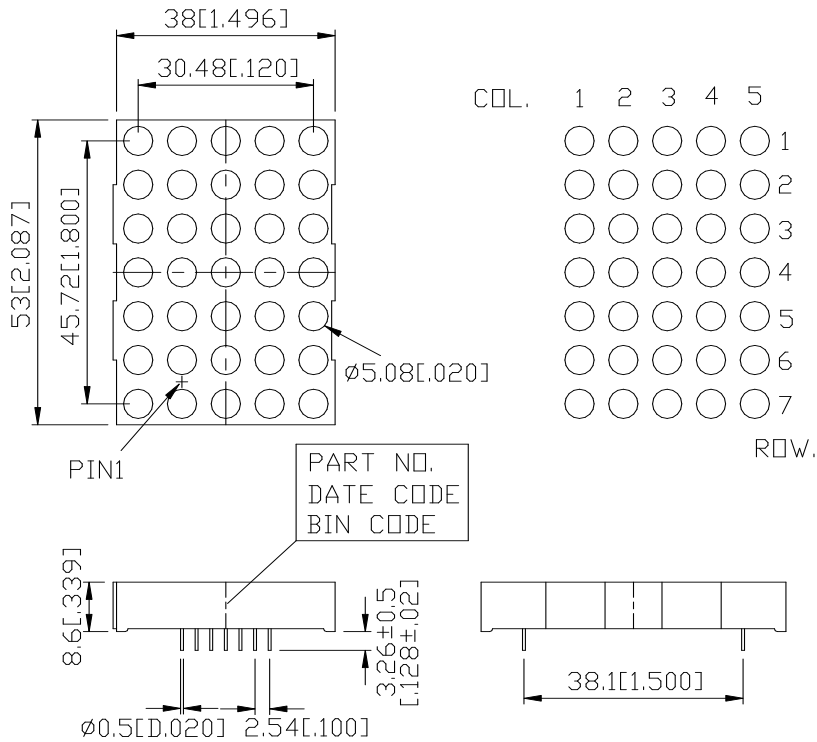 38[1.496]
30.48[.120]
53[2.087]
45.72[1.800]
Ø5.08[.020]
PIN1
COL. 1 2 3 4 5
1
2
3
4
5
6
7
ROW.
PART NO.
DATE CODE
BIN CODE
8.6[.339]
3.26±0.5
[.128±.02]
Ø0.5[D.020]
2.54[.100]
38.1[1.500]